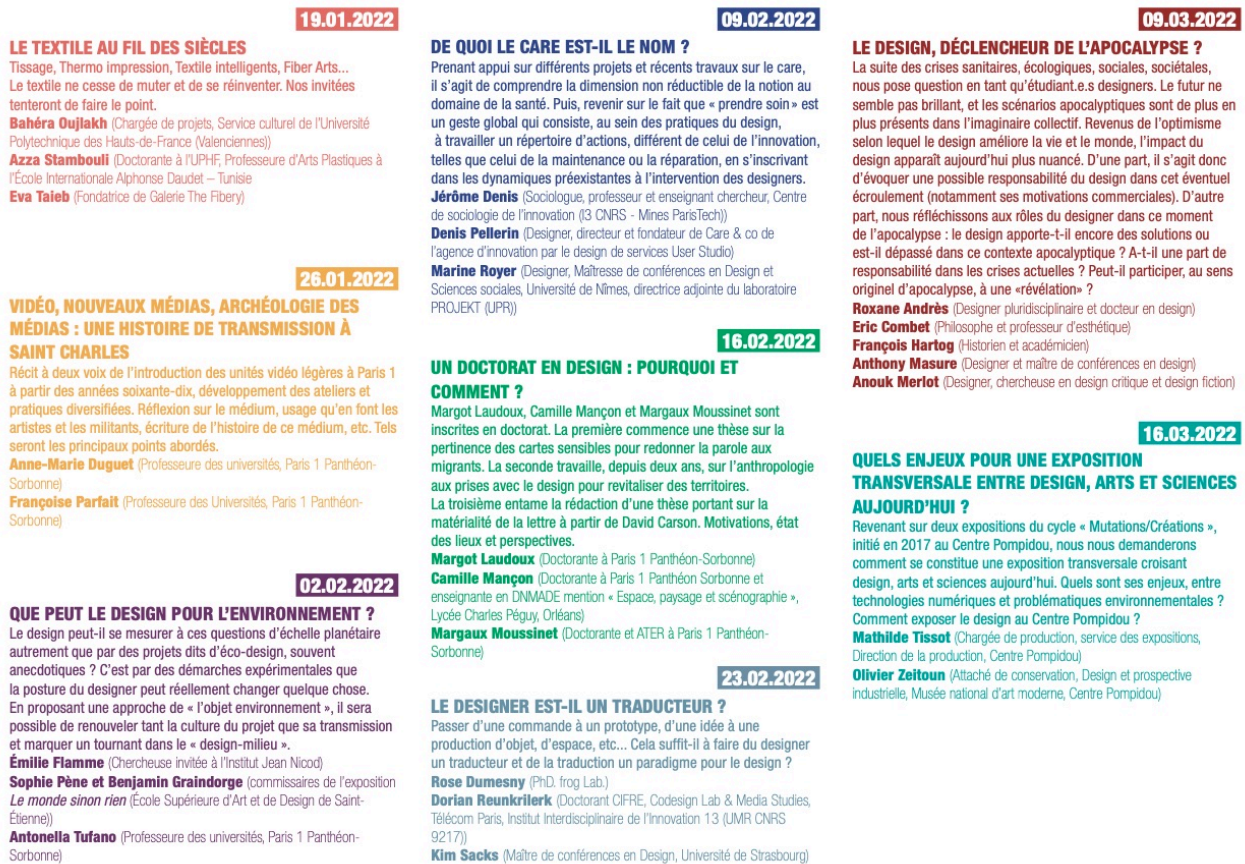 19.01.2022
LE TEXTILE AU FIL DES SIÈCLES
Tissage, Thermo impression, Textile intelligents, Fiber Arts...
Le textile ne cesse de muter et de se réinventer. Nos invitées
tenteront de faire le point.
Bahéra Oujlakh (Chargée de projets, Service culturel de l'Université
Polytechnique des Hauts-de-France (Valenciennes))
Azza Stambouli (Doctorante à l'UPHF, Professeure d'Arts Plastiques à
l'École Internationale Alphonse Daudet – Tunisie
Eva Taieb (Fondatrice de Galerie The Fibery)
26.01.2022
VIDÉO, NOUVEAUX MÉDIAS, ARCHÉOLOGIE DES
MÉDIAS : UNE HISTOIRE DE TRANSMISSION À
SAINT CHARLES
Récit à deux voix de l'introduction des unités vidéo légères à Paris 1
à partir des années soixante-dix, développement des ateliers et
pratiques diversifiées. Réflexion sur le médium, usage qu'en font les
artistes et les militants, écriture de l'histoire de ce médium, etc. Tels
seront les principaux points abordés.
Anne-Marie Duguet (Professeure des universités, Paris 1 Panthéon-
Sorbonne)
Françoise Parfait (Professeure des Universités, Paris 1 Panthéon-
Sorbonne)
02.02.2022
QUE PEUT LE DESIGN POUR L'ENVIRONNEMENT ?
Le design peut-il se mesurer à ces questions d'échelle planétaire
autrement que par des projets dits d'éco-design, souvent
anecdotiques ? C'est par des démarches expérimentales que
la posture du designer peut réellement changer quelque chose.
En proposant une approche de « l'objet environnement », il sera
possible de renouveler tant la culture du projet que sa transmission
et marquer un tournant dans le « design-milieu ».
Émilie Flamme (Chercheuse invitée à l'Institut Jean Nicod)
Sophie Pène et Benjamin Graindorge (commissaires de l'exposition
Le monde sinon rien (École Supérieure d'Art et de Design de Saint-
Étienne))
Antonella Tufano (Professeure des universités, Paris 1 Panthéon-
Sorbonne)
09.02.2022
DE QUOI LE CARE EST-IL LE NOM ?
Prenant appui sur différents projets et récents travaux sur le care,
il s'agit de comprendre la dimension non réductible de la notion au
domaine de la santé. Puis, revenir sur le fait que « prendre soin » est
un geste global qui consiste, au sein des pratiques du design,
à travailler un répertoire d'actions, différent de celui de l'innovation,
telles que celui de la maintenance ou la réparation, en s'inscrivant
dans les dynamiques préexistantes à l'intervention des designers.
Jérôme Denis (Sociologue, professeur et enseignant chercheur, Centre
de sociologie de l'innovation (I3 CNRS - Mines ParisTech))
Denis Pellerin (Designer, directeur et fondateur de Care & co de
l'agence d'innovation par le design de services User Studio)
Marine Royer (Designer, Maîtresse de conférences en Design et
Sciences sociales, Université de Nîmes, directrice adjointe du laboratoire
PROJEKT (UPR))
16.02.2022
UN DOCTORAT EN DESIGN : POURQUOI ET
COMMENT ?
Margot Laudoux, Camille Mançon et Margaux Moussinet sont
inscrites en doctorat. La première commence une thèse sur la
pertinence des cartes sensibles pour redonner la parole aux
migrants. La seconde travaille, depuis deux ans, sur l'anthropologie
aux prises avec le design pour revitaliser des territoires.
La troisième entame la rédaction d'une thèse portant sur la
matérialité de la lettre à partir de David Carson. Motivations, état
des lieux et perspectives.
Margot Laudoux (Doctorante à Paris 1 Panthéon-Sorbonne)
Camille Mançon (Doctorante à Paris 1 Panthéon Sorbonne et
enseignante en DNMADE mention « Espace, paysage et scénographie »,
Lycée Charles Péguy, Orléans)
Margaux Moussinet (Doctorante et ATER à Paris 1 Panthéon-
Sorbonne)
23.02.2022
LE DESIGNER EST-IL UN TRADUCTEUR ?
Passer d'une commande à un prototype, d'une idée à une
production d'objet, d'espace, etc... Cela suffit-il à faire du designer
un traducteur et de la traduction un paradigme pour le design ?
Rose Dumesny (PhD. frog Lab.)
Dorian Reunkrilerk (Doctorant CIFRE, Codesign Lab & Media Studies,
Télécom Paris, Institut Interdisciplinaire de l'Innovation 13 (UMR CNRS
9217))
Kim Sacks (Maître de conférences en Design, Université de Strasbourg)
09.03.2022
LE DESIGN, DÉCLENCHEUR DE L'APOCALYPSE ?
La suite des crises sanitaires, écologiques, sociales, sociétales,
nous pose question en tant qu'étudiant.e.s designers. Le futur ne
semble pas brillant, et les scénarios apocalyptiques sont de plus en
plus présents dans l'imaginaire collectif. Revenus de l'optimisme
selon lequel le design améliore la vie et le monde, l'impact du
design apparaît aujourd'hui plus nuancé. D'une part, il s'agit donc
d'évoquer une possible responsabilité du design dans cet éventuel
écroulement (notamment ses motivations commerciales). D'autre
part, nous réfléchissons aux rôles du designer dans ce moment
de l'apocalypse : le design apporte-t-il encore des solutions ou
est-il dépassé dans ce contexte apocalyptique ? A-t-il une part de
responsabilité dans les crises actuelles ? Peut-il participer, au sens
originel d'apocalypse, à une «révélation» ?
Roxane Andrès (Designer pluridisciplinaire et docteur en design)
Eric Combet (Philosophe et professeur d'esthétique)
François Hartog (Historien et académicien)
Anthony Masure (Designer et maître de conférences en design)
Anouk Merlot (Designer, chercheuse en design critique et design fiction)
16.03.2022
QUELS ENJEUX POUR UNE EXPOSITION
TRANSVERSALE ENTRE DESIGN, ARTS ET SCIENCES
AUJOURD'HUI ?
Revenant sur deux expositions du cycle « Mutations/Créations »,
initié en 2017 au Centre Pompidou, nous nous demanderons
comment se constitue une exposition transversale croisant
design, arts et sciences aujourd'hui. Quels sont ses enjeux, entre
technologies numériques et problématiques environnementales ?
Comment exposer le design au Centre Pompidou ?
Mathilde Tissot (Chargée de production, service des expositions,
Direction de la production, Centre Pompidou)
Olivier Zeitoun (Attaché de conservation, Design et prospective
industrielle, Musée national d'art moderne, Centre Pompidou)